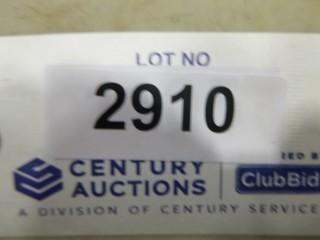 LOT NO
2910
CENTURY
AUCTIONS
ClubBid
A DIVISION OF CENTURY SERVICE